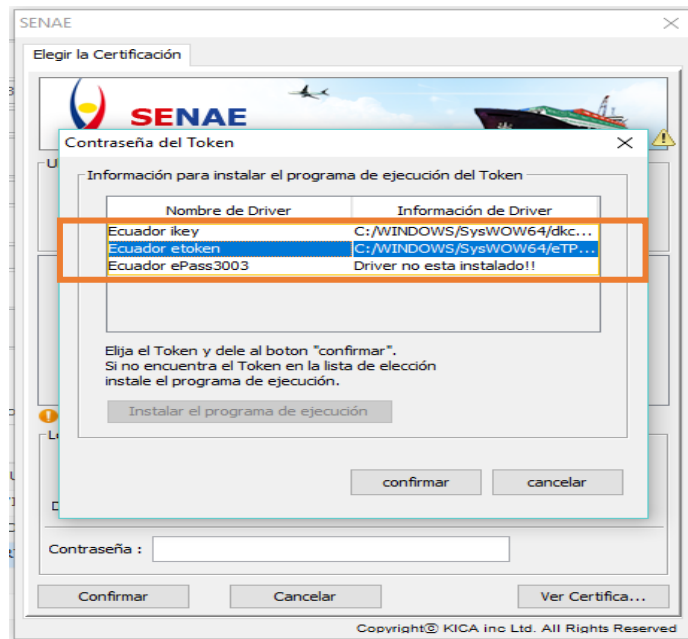 SENAE
Elegir la Certificación
SENAE
Contraseña del Token
Información para instalar el programa de ejecución del Token
Nombre de Driver Información de Driver
Ecuador ikey C:/WINDOWS/SysWOW64/dkc...
Ecuador etoken C:/WINDOWS/SysWOW64/eTP...
Ecuador ePass3003 Driver no esta instalado!!
Elija el Token y dele al boton "confirmar".
Si no encuentra el Token en la lista de elección
instale el programa de ejecución.
Instalar el programa de ejecución
confirmar cancelar
Contraseña :
Confirmar Cancelar Ver Certifica...
Copyright© KICA inc Ltd. All Rights Reserved